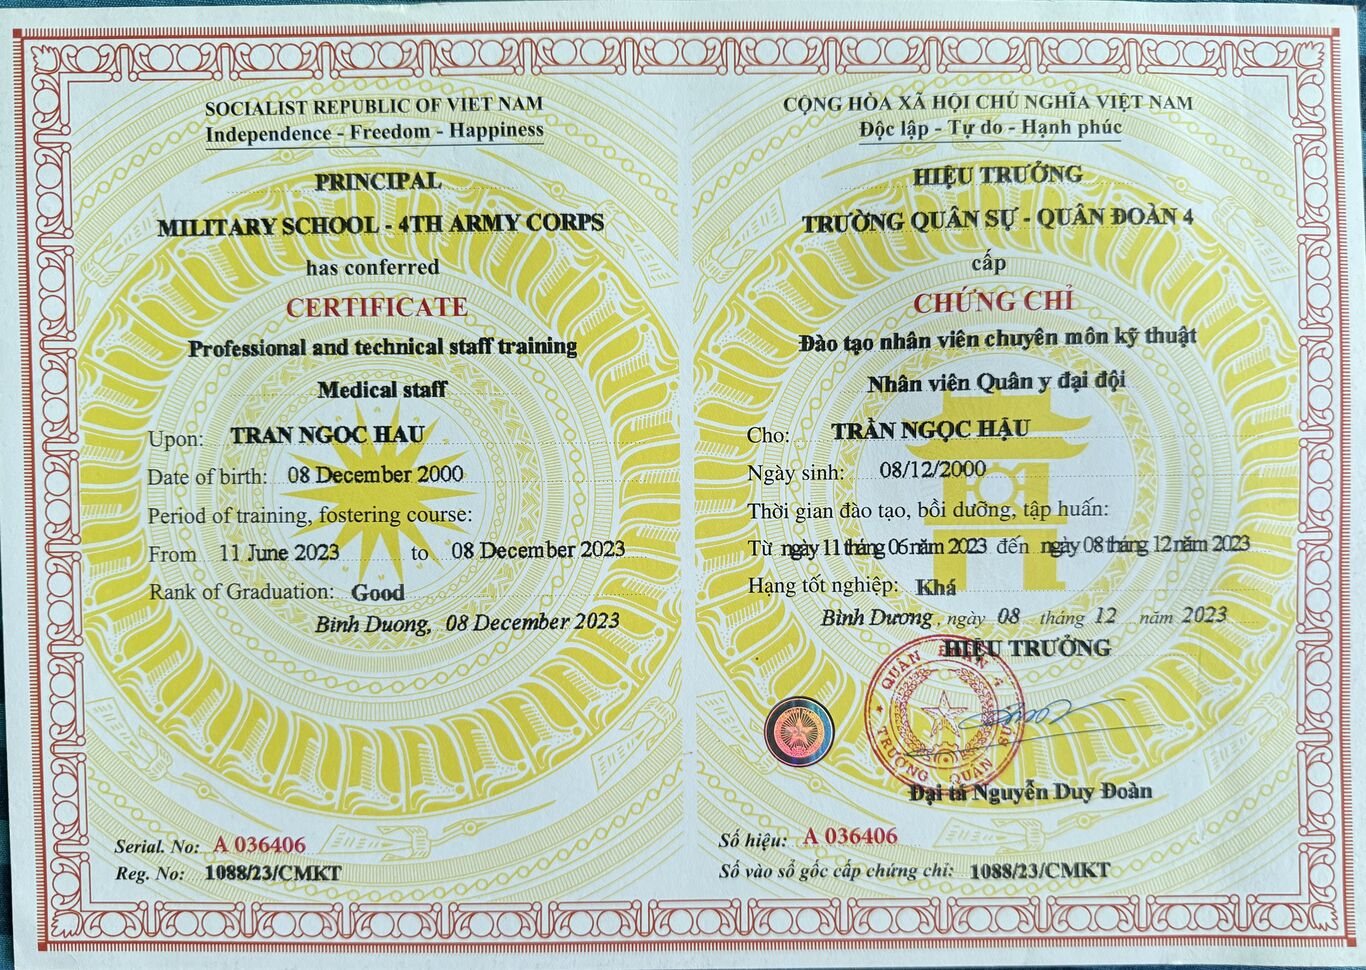 SOCIALIST REPUBLIC OF VIET NAM
Independence - Freedom - Happiness
PRINCIPAL
MILITARY SCHOOL - 4TH ARMY CORPS
has conferred
CERTIFICATE
Professional and technical staff training
Medical staff
Upon: TRAN NGOC HAU
Date of birth: 08 December 2000
Period of training, fostering course:
From 11 June 2023 to 08 December 2023
Rank of Graduation: Good
Binh Duong, 08 December 2023
Serial. No: A 036406
Reg. No: 1088/23/CMKT
CỘNG HÒA XÃ HỘI CHỦ NGHĨA VIỆT NAM
Độc lập - Tự do - Hạnh phúc
HIỆU TRƯỞNG
TRƯỜNG QUÂN SỰ - QUÂN ĐOÀN 4
cấp
CHỨNG CHỈ
Đào tạo nhân viên chuyên môn kỹ thuật
Nhân viên Quân y đại đội
Cho: TRẦN NGỌC HẬU
Ngày sinh: 08/12/2000
Thời gian đào tạo, bồi dưỡng, tập huấn:
Từ ngày 11 tháng 06 năm 2023 đến ngày 08 tháng 12 năm 2023
Hạng tốt nghiệp: Khá
Bình Dương, ngày 08 tháng 12 năm 2023
HIỆU TRƯỞNG
QUÂN ĐOÀN 4
TRƯỜNG QUÂN SỰ
Đại tá Nguyễn Duy Đoàn
Số hiệu: A 036406
Số vào sổ gốc cấp chứng chỉ: 1088/23/CMKT